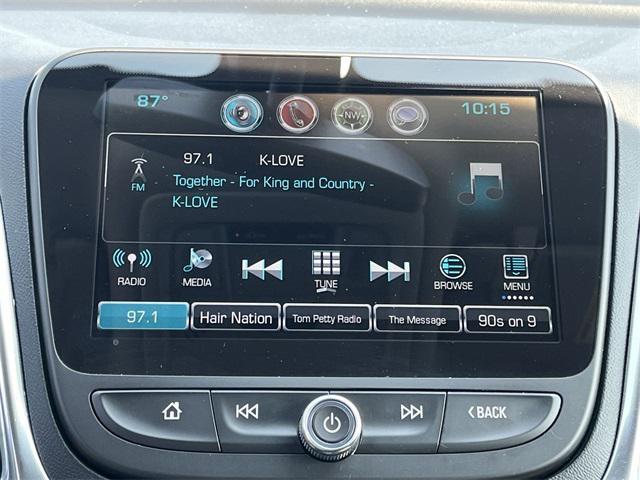 87°
NW
10:15
97.1 K-LOVE
FM
Together - For King and Country -
K-LOVE
RADIO MEDIA TUNE BROWSE MENU
97.1 Hair Nation Tom Petty Radio The Message 90s on 9
<BACK